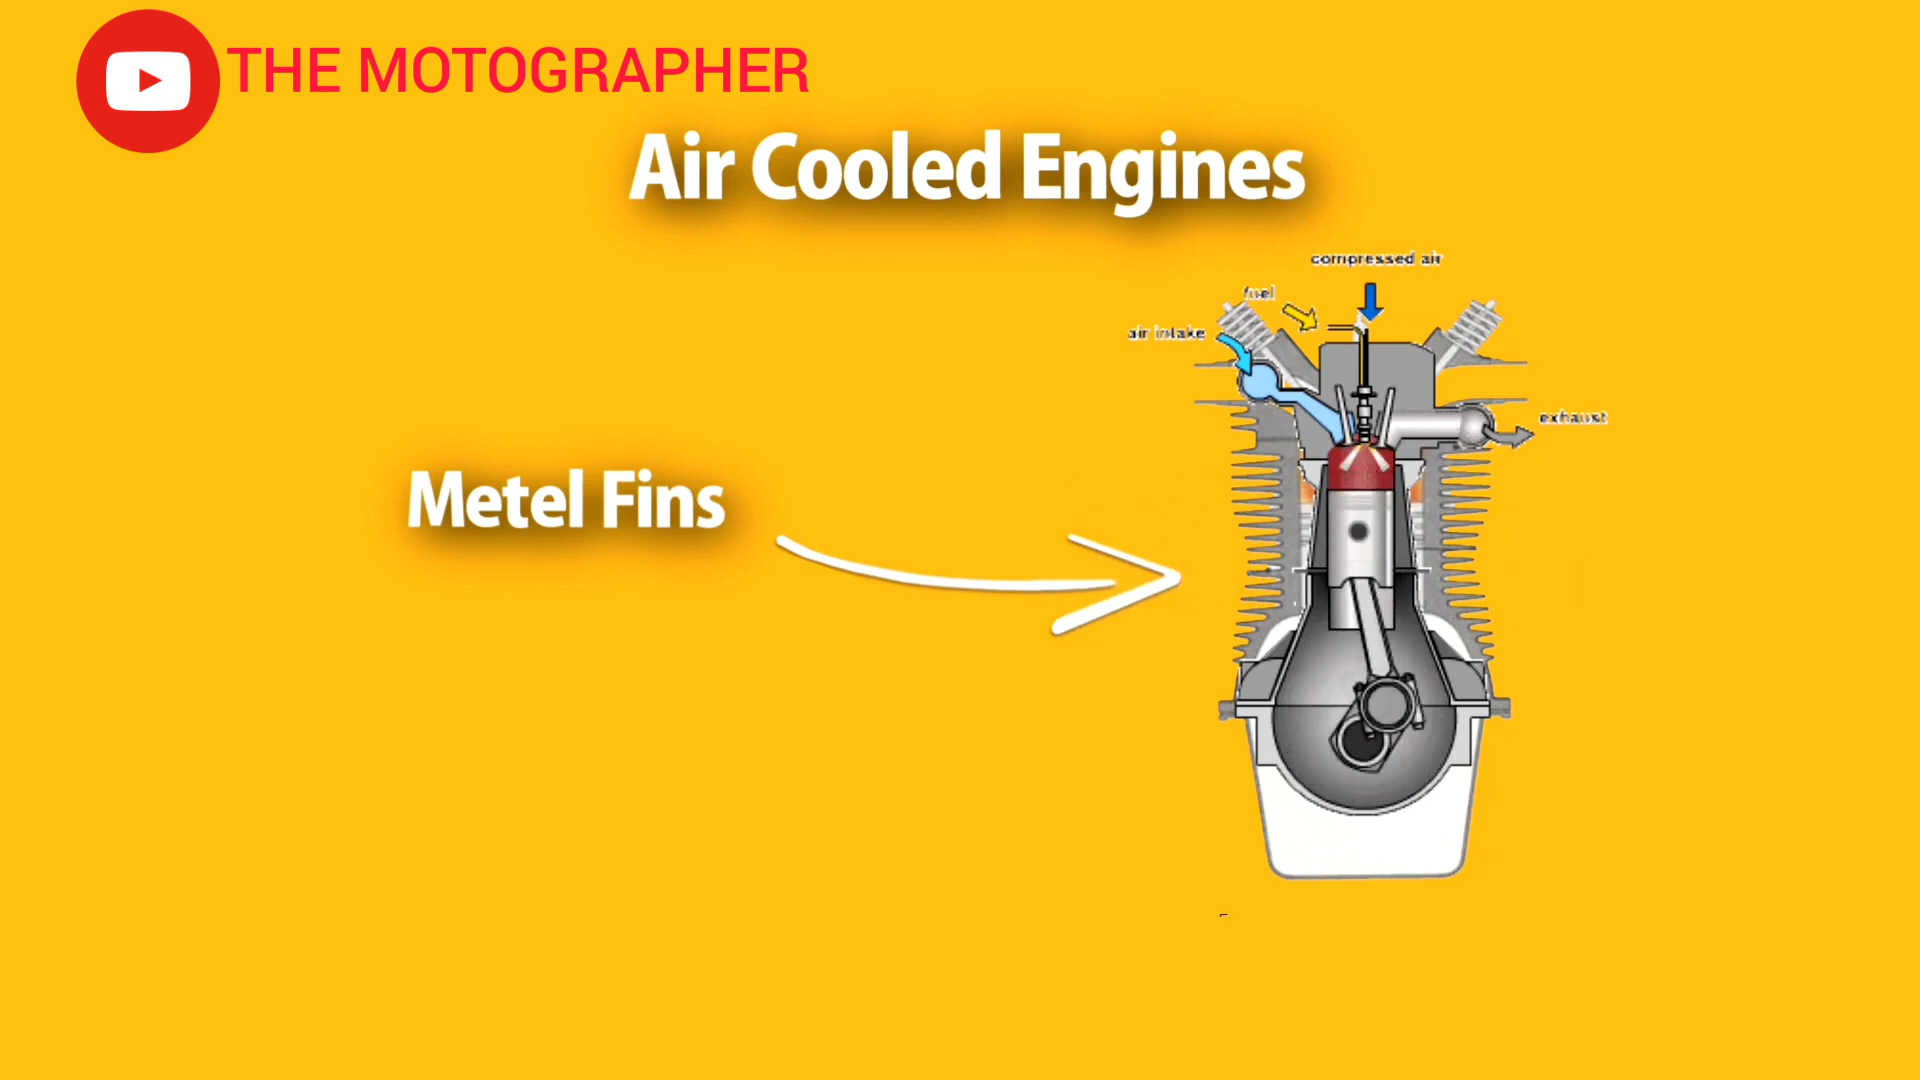 THE MOTOGRAPHER
Air Cooled Engines
compressed air
fuel
air intake
exhaust
Metel Fins